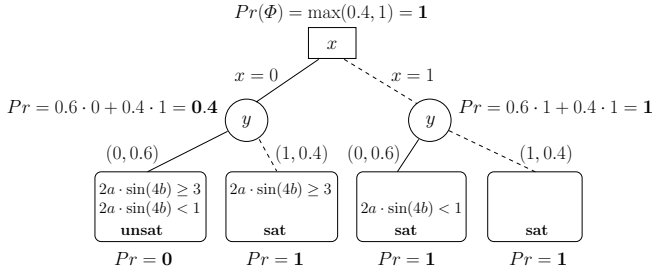 Pr(Φ) = max(0.4, 1) = 1
x
x = 0
x = 1
Pr = 0.6 · 0 + 0.4 · 1 = 0.4
y
y
Pr = 0.6 · 1 + 0.4 · 1 = 1
(0, 0.6)
(1, 0.4)
(0, 0.6)
(1, 0.4)
2a · sin(4b) ≥ 3
2a · sin(4b) < 1
unsat
2a · sin(4b) ≥ 3
sat
2a · sin(4b) < 1
sat
sat
Pr = 0
Pr = 1
Pr = 1
Pr = 1